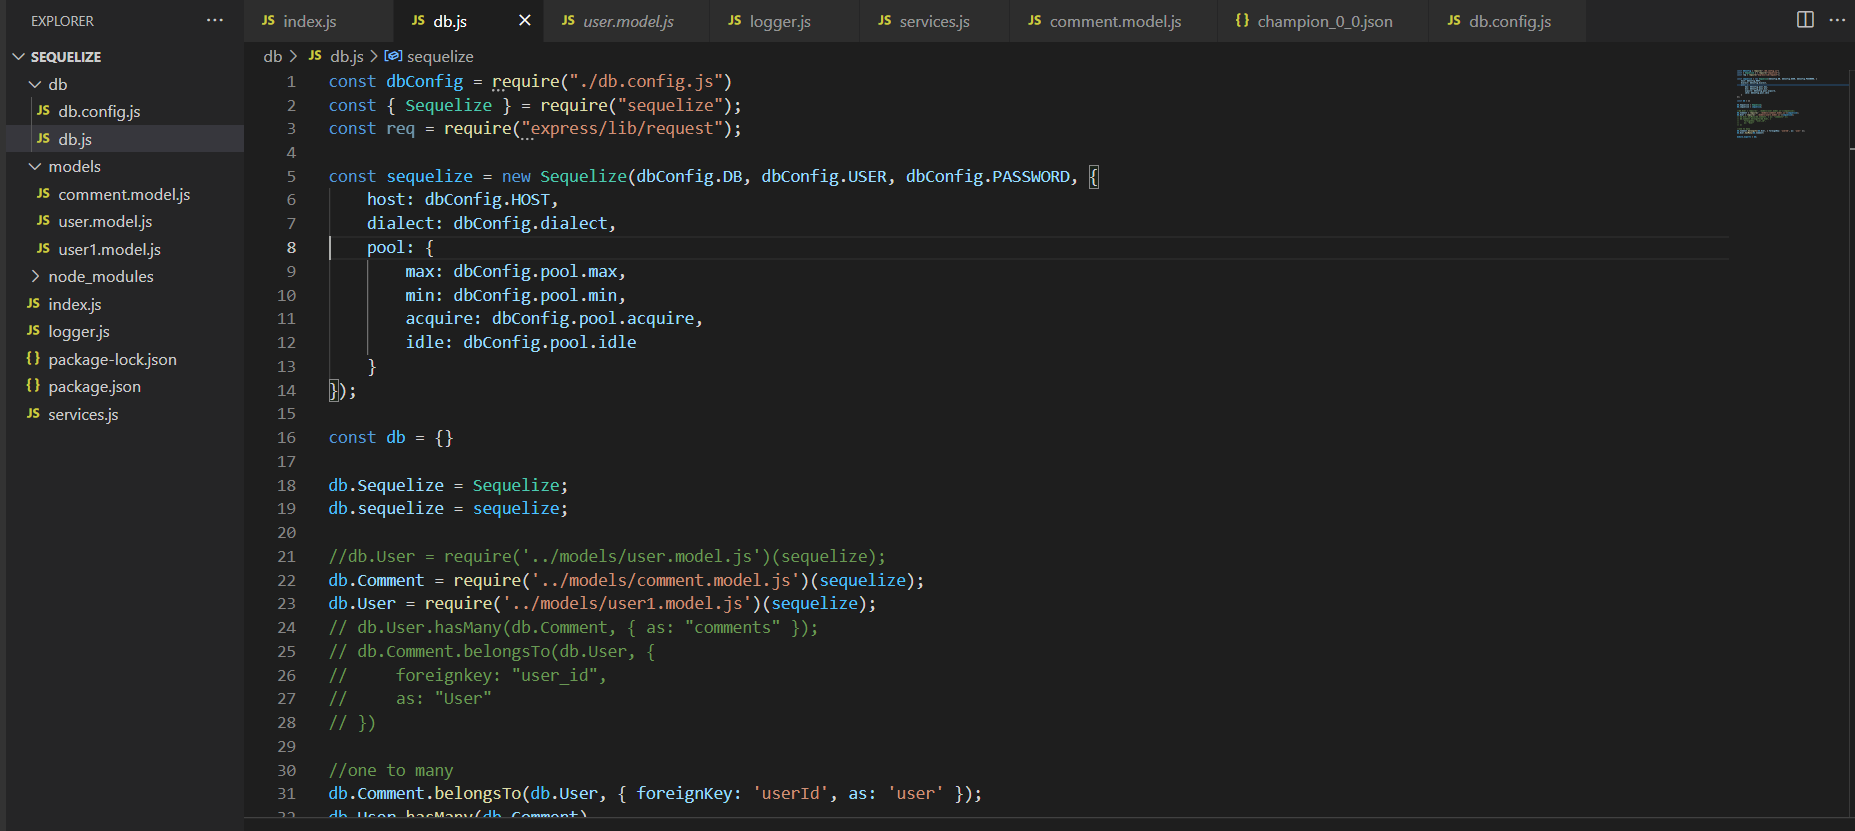 EXPLORER ···
SEQUELIZE
db
JS db.config.js
JS db.js
models
JS comment.model.js
JS user.model.js
JS user1.model.js
node_modules
JS index.js
JS logger.js
{} package-lock.json
{} package.json
JS services.js
JS index.js JS db.js × JS user.model.js JS logger.js JS services.js JS comment.model.js {} champion_0_0.json JS db.config.js ···
db > JS db.js > sequelize
1 const dbConfig = require("./db.config.js")
2 const { Sequelize } = require("sequelize");
3 const req = require("express/lib/request");
4
5 const sequelize = new Sequelize(dbConfig.DB, dbConfig.USER, dbConfig.PASSWORD, {
6     host: dbConfig.HOST,
7     dialect: dbConfig.dialect,
8     pool: {
9         max: dbConfig.pool.max,
10         min: dbConfig.pool.min,
11         acquire: dbConfig.pool.acquire,
12         idle: dbConfig.pool.idle
13     }
14 });
15
16 const db = {}
17
18 db.Sequelize = Sequelize;
19 db.sequelize = sequelize;
20
21 //db.User = require('../models/user.model.js')(sequelize);
22 db.Comment = require('../models/comment.model.js')(sequelize);
23 db.User = require('../models/user1.model.js')(sequelize);
24 // db.User.hasMany(db.Comment, { as: "comments" });
25 // db.Comment.belongsTo(db.User, {
26 //     foreignkey: "user_id",
27 //     as: "User"
28 // })
29
30 //one to many
31 db.Comment.belongsTo(db.User, { foreignKey: 'userId', as: 'user' });
32 db.User.hasMany(db.Comment)